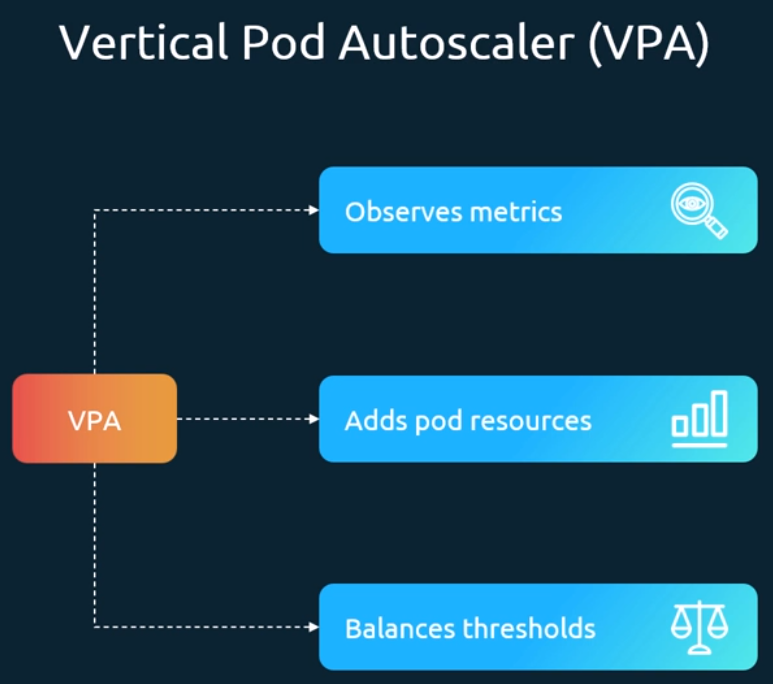 Vertical Pod Autoscaler (VPA)
Observes metrics
VPA
Adds pod resources
Balances thresholds